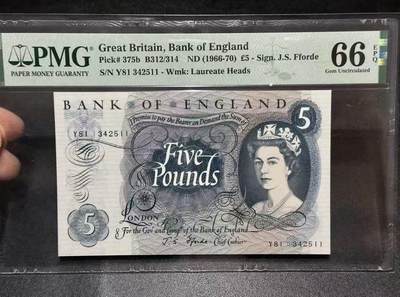 PMG
PAPER MONEY GUARANTY
Great Britain, Bank of England
Pick# 375b B312/314 ND (1966-70) £5 - Sign. J.S. Fforde
S/N Y81 342511 - Wmk: Laureate Heads
66 EPQ
Gem Uncirculated
BANK OF ENGLAND
Y81 342511
I Promise to pay the Bearer on Demand the Sum of
5
Five
Pounds
5
LONDON
For the Govr and Compa of the Bank of England
J. S. Fforde Chief Cashier
Y81 342511